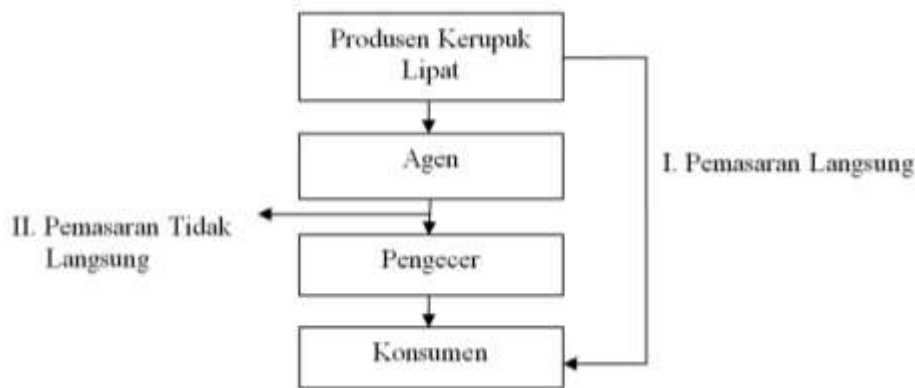 Produsen Kerupuk
Lipat
Agen
I. Pemasaran Langsung
II. Pemasaran Tidak
Langsung
Pengecer
Konsumen